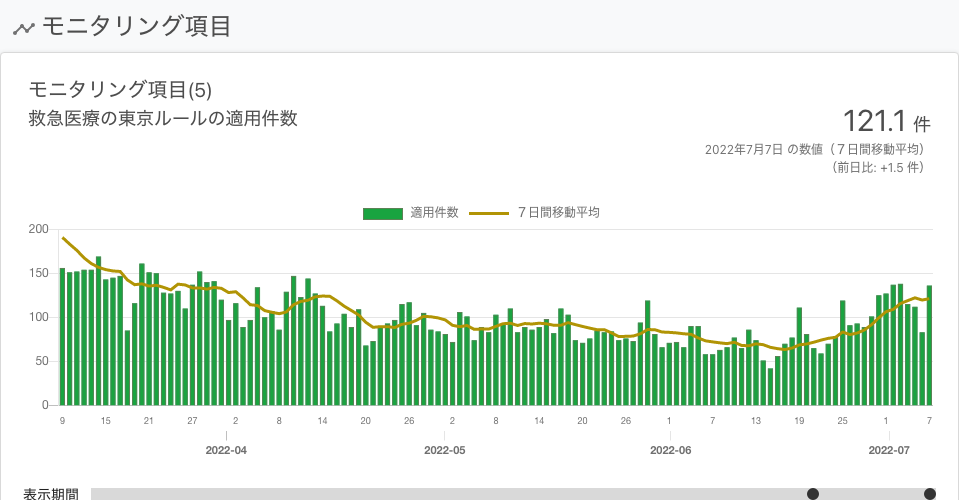 モニタリング項目
モニタリング項目(5)
救急医療の東京ルールの適用件数
121.1 件
2022年7月7日 の数値（７日間移動平均）
（前日比: +1.5 件）
適用件数 ７日間移動平均
200
150
100
50
0
9 15 21 27 2 8 14 20 26 2 8 14 20 26 1 7 13 19 25 1 7
2022-04 2022-05 2022-06 2022-07
表示期間